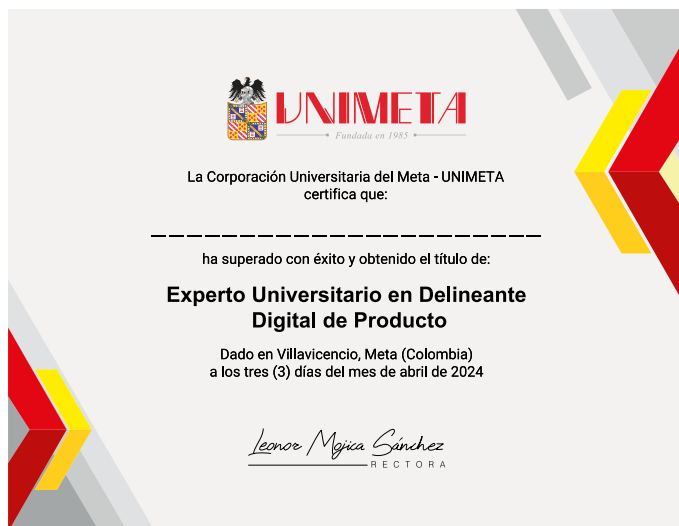 UNIMETA
Fundada en 1985
La Corporación Universitaria del Meta - UNIMETA
certifica que:
ha superado con éxito y obtenido el título de:
Experto Universitario en Delineante
Digital de Producto
Dado en Villavicencio, Meta (Colombia)
a los tres (3) días del mes de abril de 2024
Leonor Mojica Sánchez
RECTORA